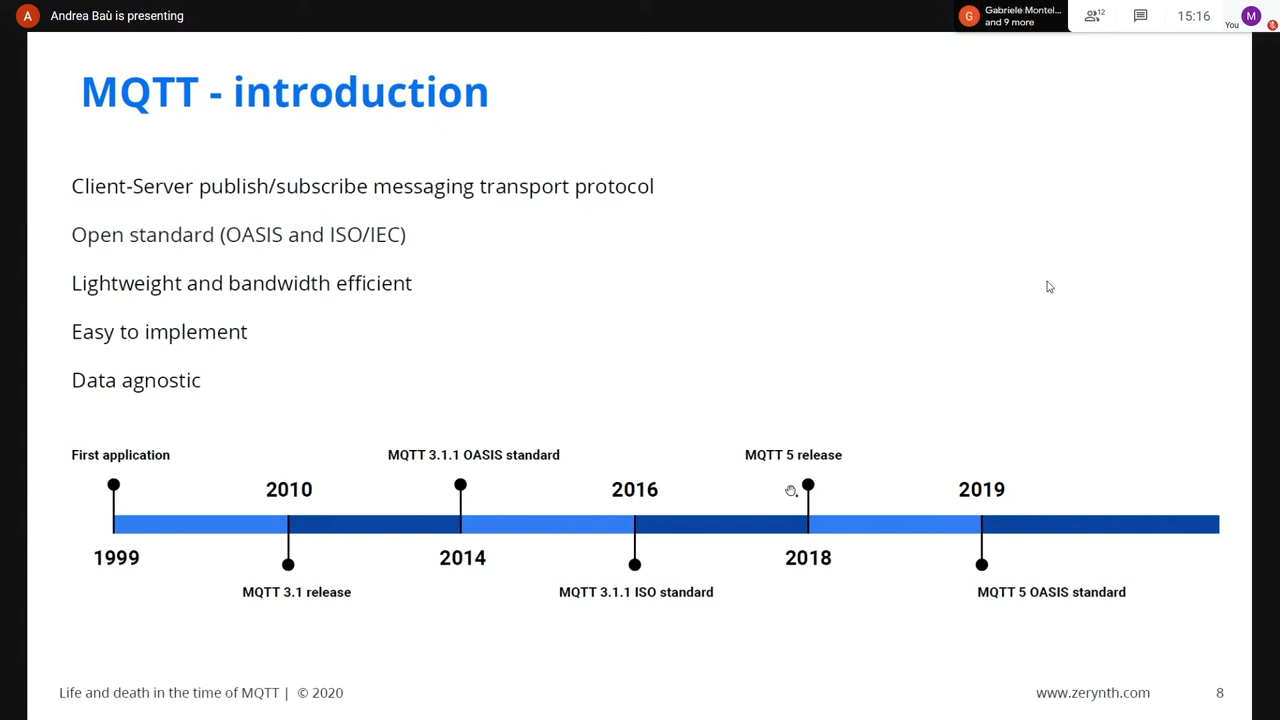 Andrea Baù is presenting
Gabriele Montel...
and 9 more
12
15:16
You
A
G
M
MQTT - introduction
Client-Server publish/subscribe messaging transport protocol
Open standard (OASIS and ISO/IEC)
Lightweight and bandwidth efficient
Easy to implement
Data agnostic
First application
MQTT 3.1.1 OASIS standard
MQTT 5 release
2010
2016
2019
1999
2014
2018
MQTT 3.1 release
MQTT 3.1.1 ISO standard
MQTT 5 OASIS standard
Life and death in the time of MQTT | © 2020
www.zerynth.com
8